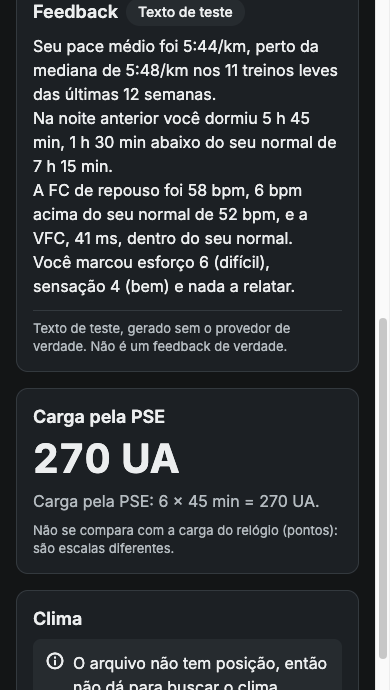 Feedback Texto de teste
Seu pace médio foi 5:44/km, perto da
mediana de 5:48/km nos 11 treinos leves
das últimas 12 semanas.
Na noite anterior você dormiu 5 h 45
min, 1 h 30 min abaixo do seu normal de
7 h 15 min.
A FC de repouso foi 58 bpm, 6 bpm
acima do seu normal de 52 bpm, e a
VFC, 41 ms, dentro do seu normal.
Você marcou esforço 6 (difícil),
sensação 4 (bem) e nada a relatar.
Texto de teste, gerado sem o provedor de
verdade. Não é um feedback de verdade.
Carga pela PSE
270 UA
Carga pela PSE: 6 × 45 min = 270 UA.
Não se compara com a carga do relógio (pontos):
são escalas diferentes.
Clima
O arquivo não tem posição, então
não dá para buscar o clima